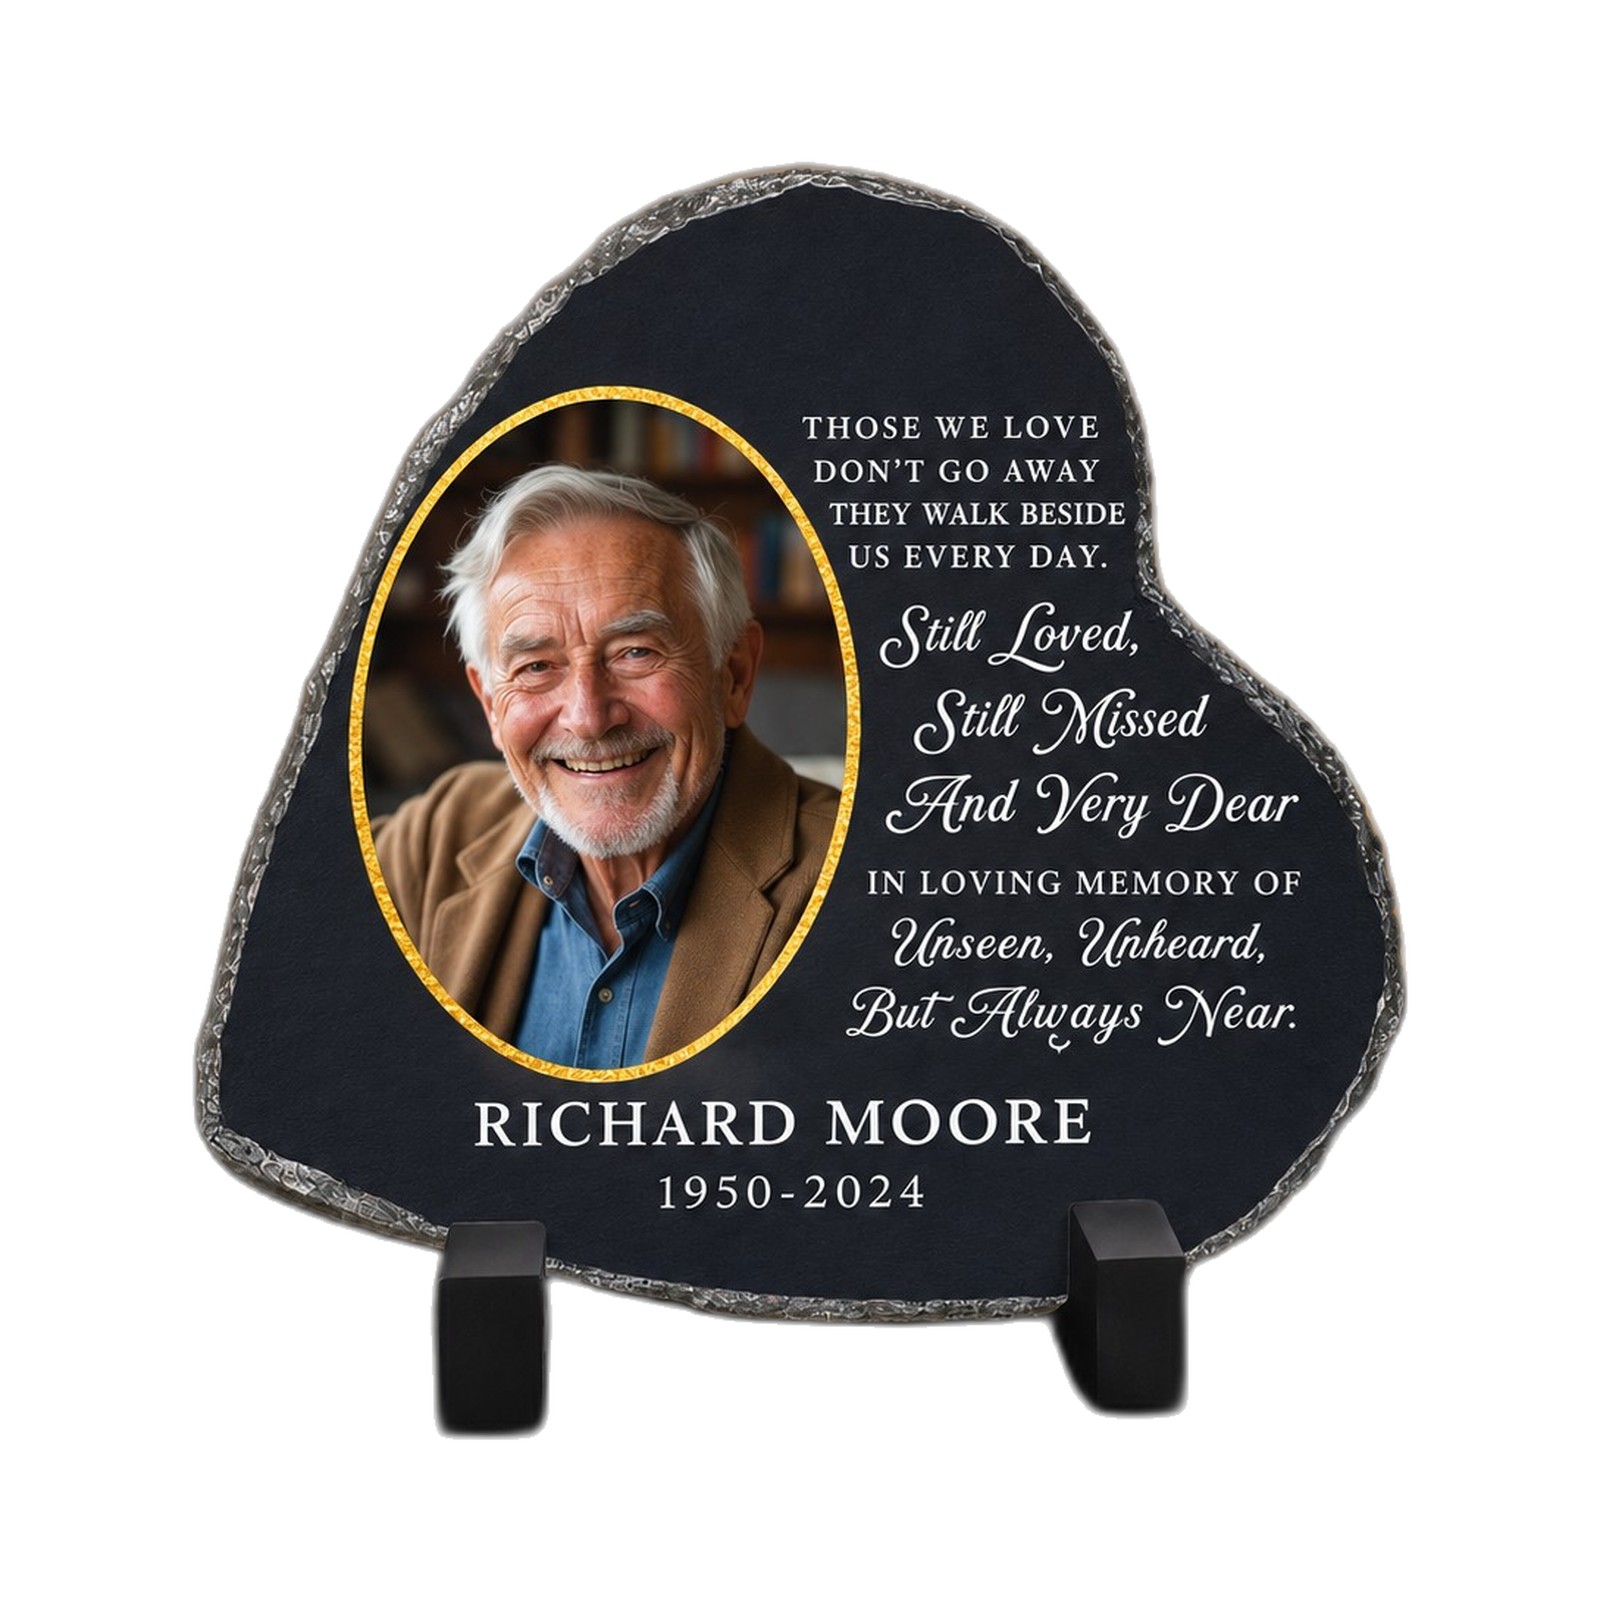 THOSE WE LOVE
DON'T GO AWAY
THEY WALK BESIDE
US EVERY DAY.
Still Loved,
Still Missed
And Very Dear
IN LOVING MEMORY OF
Unseen, Unheard,
But Always Near.
RICHARD MOORE
1950-2024